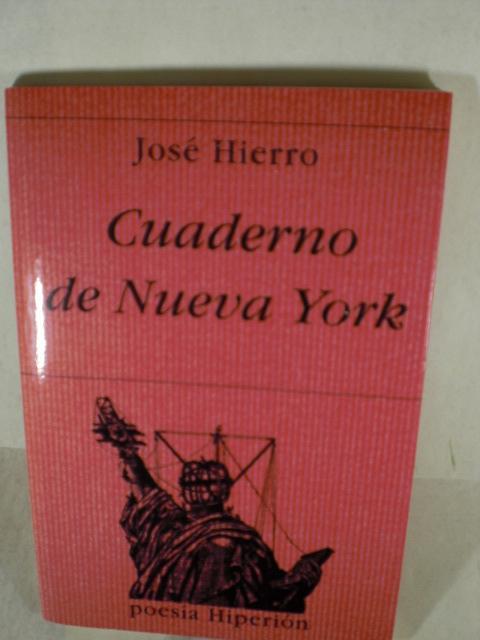 José Hierro
Cuaderno
de Nueva York
poesía Hiperión